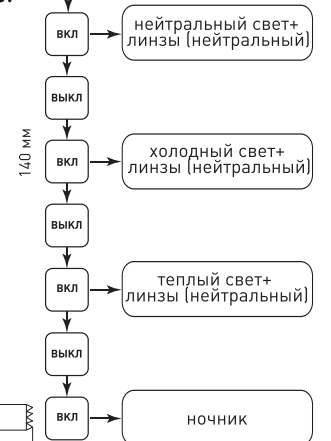 ВКЛ
нейтральный свет+
линзы (нейтральный)
ВЫКЛ
140 мм
ВКЛ
холодный свет+
линзы (нейтральный)
ВЫКЛ
ВКЛ
теплый свет+
линзы (нейтральный)
ВЫКЛ
ВКЛ
ночник